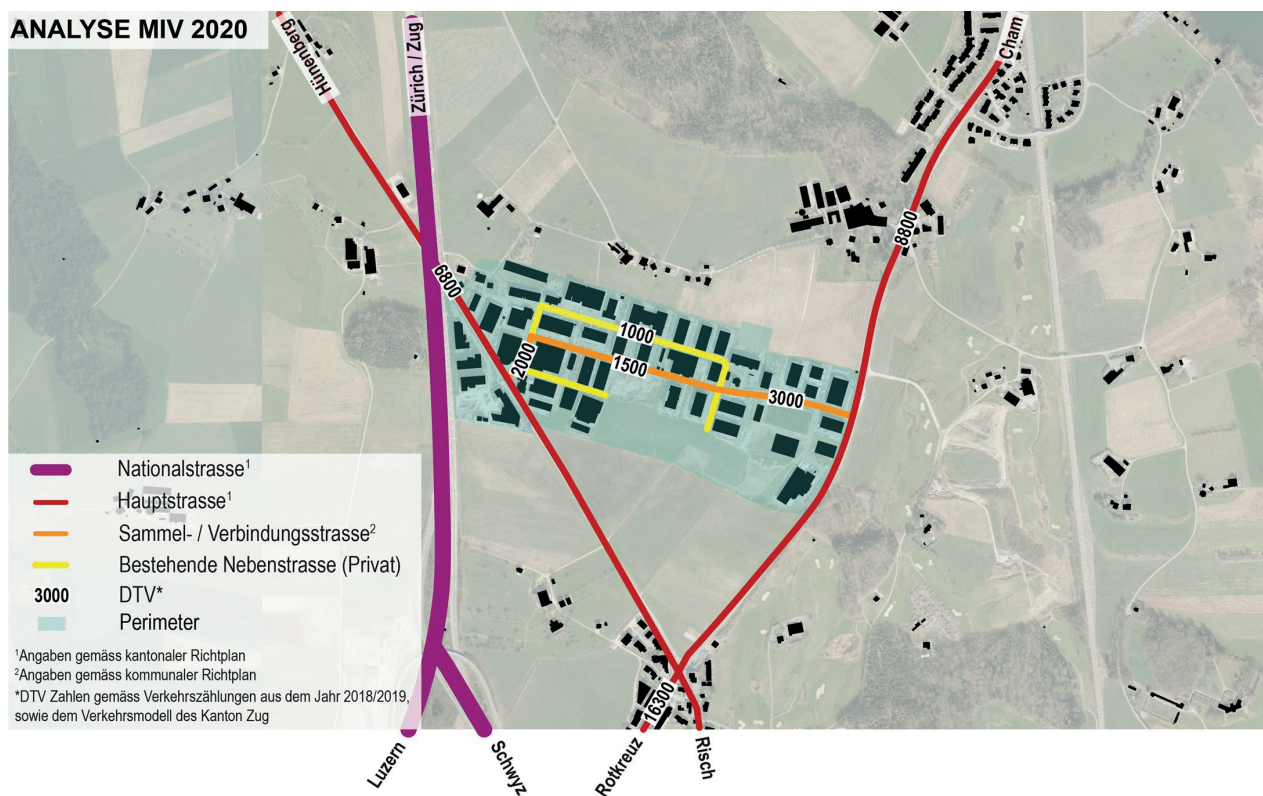 ANALYSE MIV 2020
Hünenberg
Zürich / Zug
Cham
8800
6800
1000
2000
1500
3000
Nationalstrasse¹
Hauptstrasse¹
Sammel- / Verbindungsstrasse²
Bestehende Nebenstrasse (Privat)
3000 DTV*
Perimeter
¹Angaben gemäss kantonaler Richtplan
²Angaben gemäss kommunaler Richtplan
*DTV Zahlen gemäss Verkehrszählungen aus dem Jahr 2018/2019,
sowie dem Verkehrsmodell des Kanton Zug
16300
Luzern
Schwyz
Rotkreuz
Risch